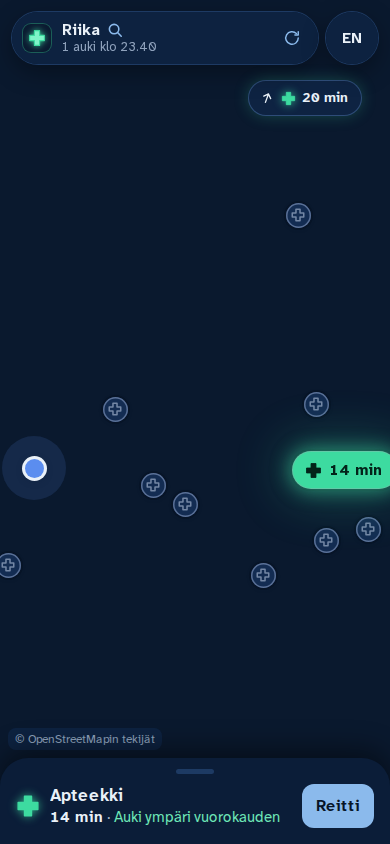 Riika
1 auki klo 23.40
EN
20 min
14 min
© OpenStreetMapin tekijät
Apteekki
14 min · Auki ympäri vuorokauden
Reitti